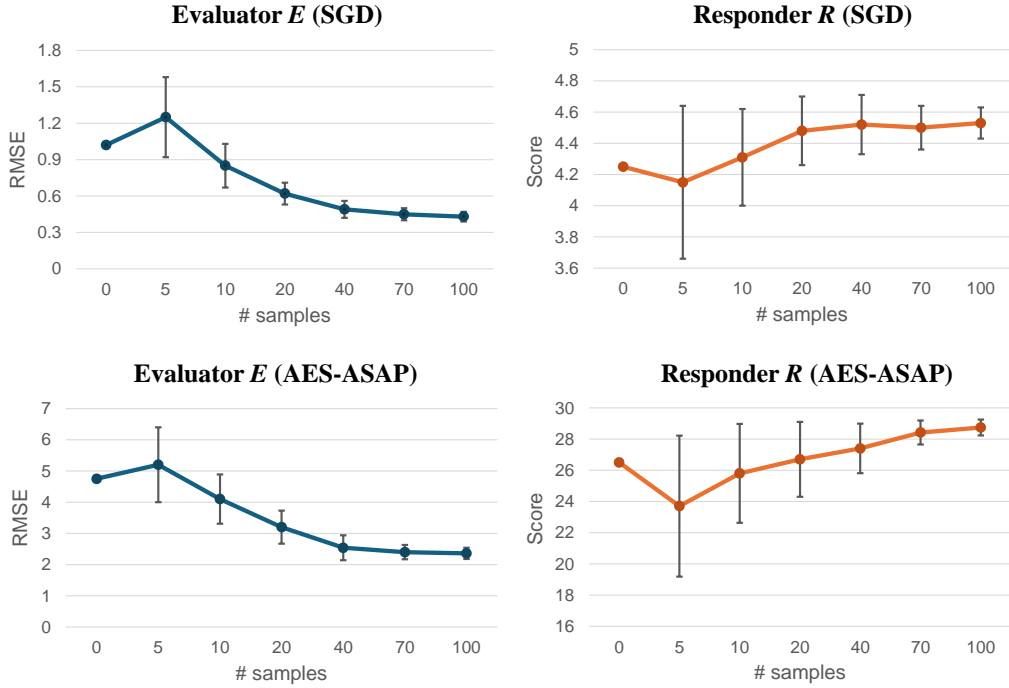 Evaluator E (SGD)
1.8
1.5
1.2
0.9
0.6
0.3
0
RMSE
0 5 10 20 40 70 100
# samples
Responder R (SGD)
5
4.8
4.6
4.4
4.2
4
3.8
3.6
Score
0 5 10 20 40 70 100
# samples
Evaluator E (AES-ASAP)
7
6
5
4
3
2
1
0
RMSE
0 5 10 20 40 70 100
# samples
Responder R (AES-ASAP)
30
28
26
24
22
20
18
16
Score
0 5 10 20 40 70 100
# samples